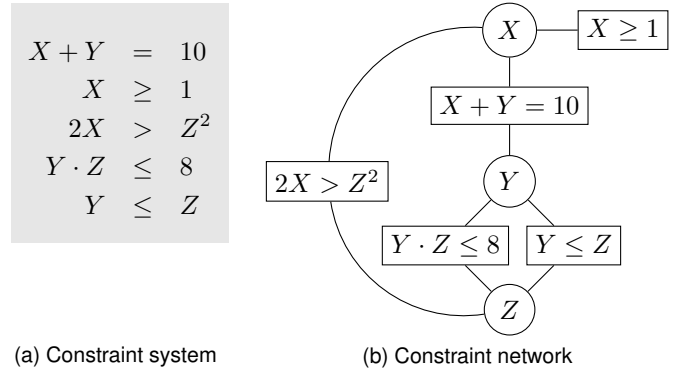 X + Y = 10
X ≥ 1
2X > Z²
Y · Z ≤ 8
Y ≤ Z
(a) Constraint system
X
X ≥ 1
X + Y = 10
2X > Z²
Y
Y · Z ≤ 8
Y ≤ Z
Z
(b) Constraint network